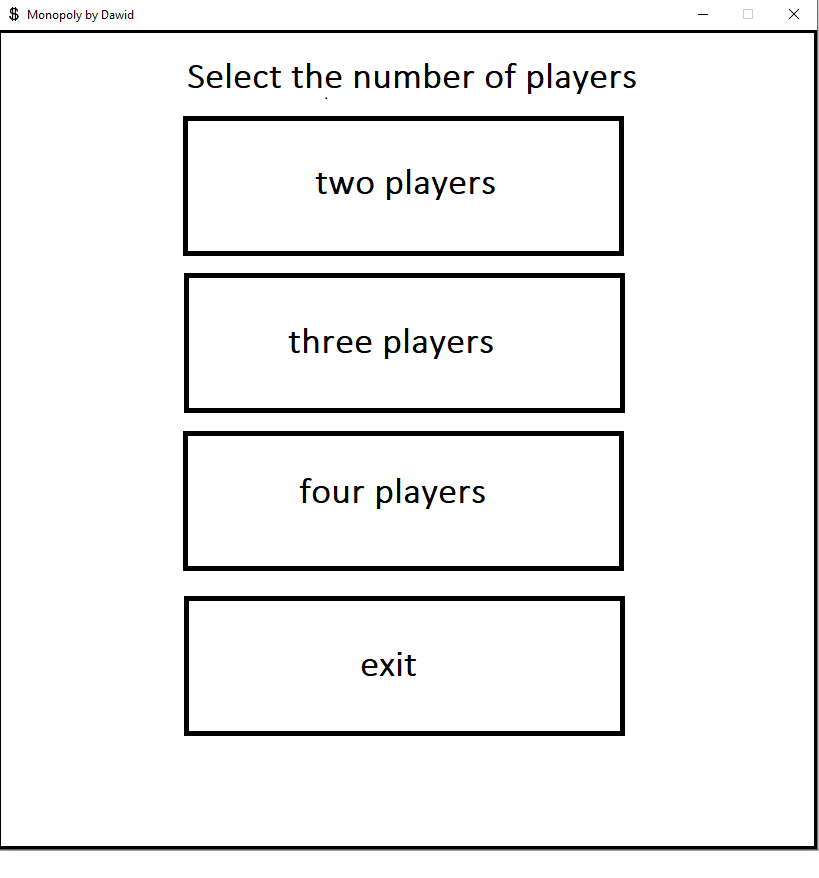 Monopoly by Dawid
Select the number of players
two players
three players
four players
exit